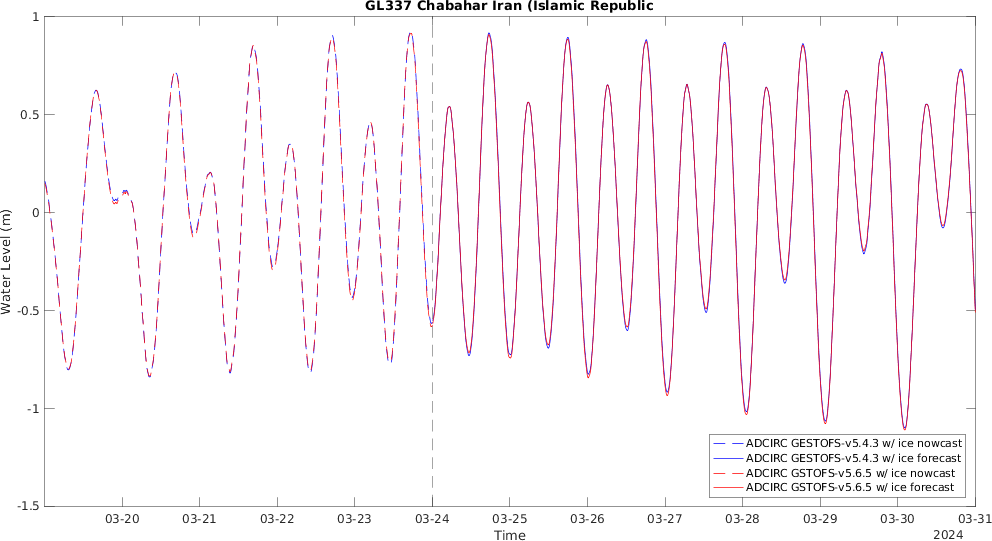 GL337 Chabahar Iran (Islamic Republic
1
0.5
0
-0.5
-1
-1.5
Water Level (m)
ADCIRC GESTOFS-v5.4.3 w/ ice nowcast
ADCIRC GESTOFS-v5.4.3 w/ ice forecast
ADCIRC GSTOFS-v5.6.5 w/ ice nowcast
ADCIRC GSTOFS-v5.6.5 w/ ice forecast
03-20 03-21 03-22 03-23 03-24 03-25 03-26 03-27 03-28 03-29 03-30 03-31
Time
2024